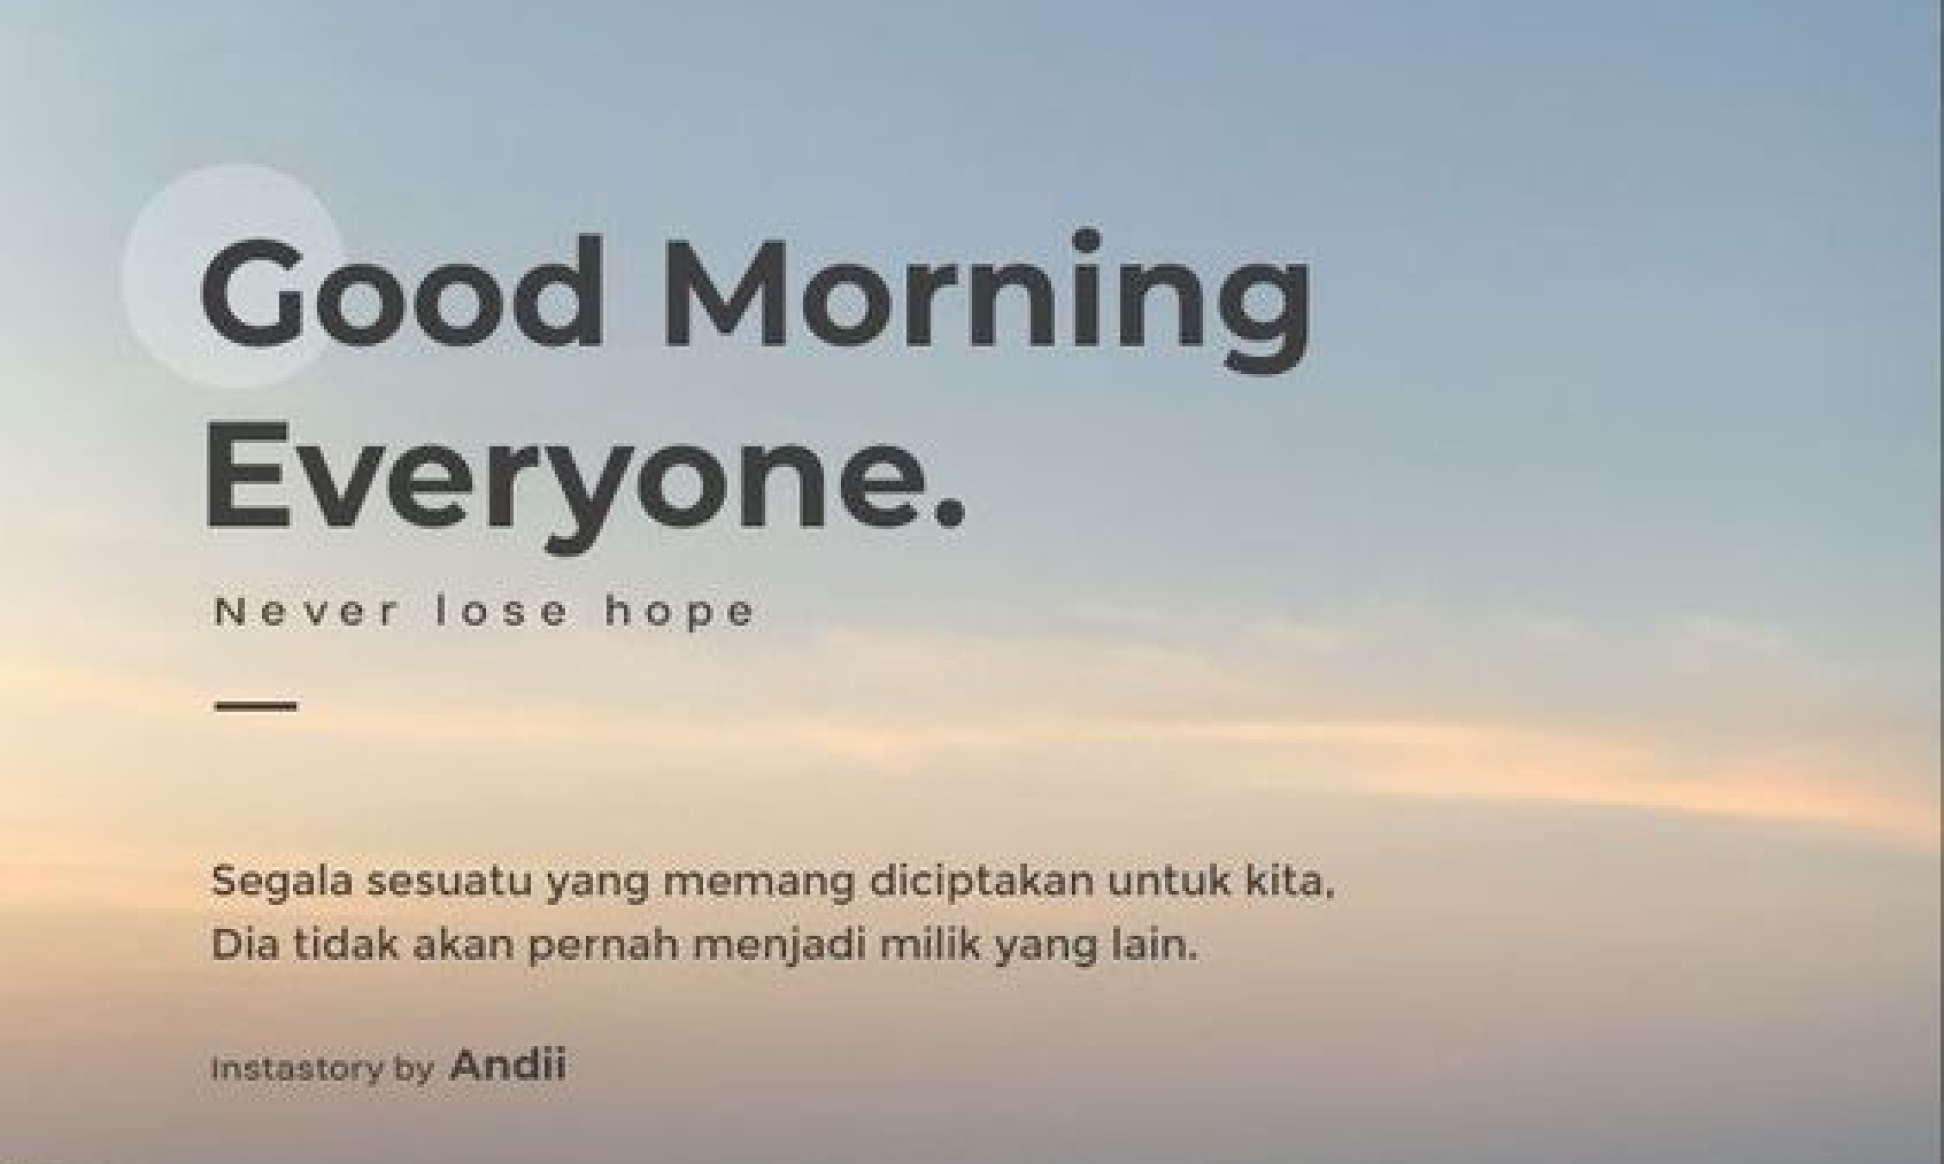 Good Morning
Everyone.
Never lose hope
Segala sesuatu yang memang diciptakan untuk kita,
Dia tidak akan pernah menjadi milik yang lain.
Instastory by Andii